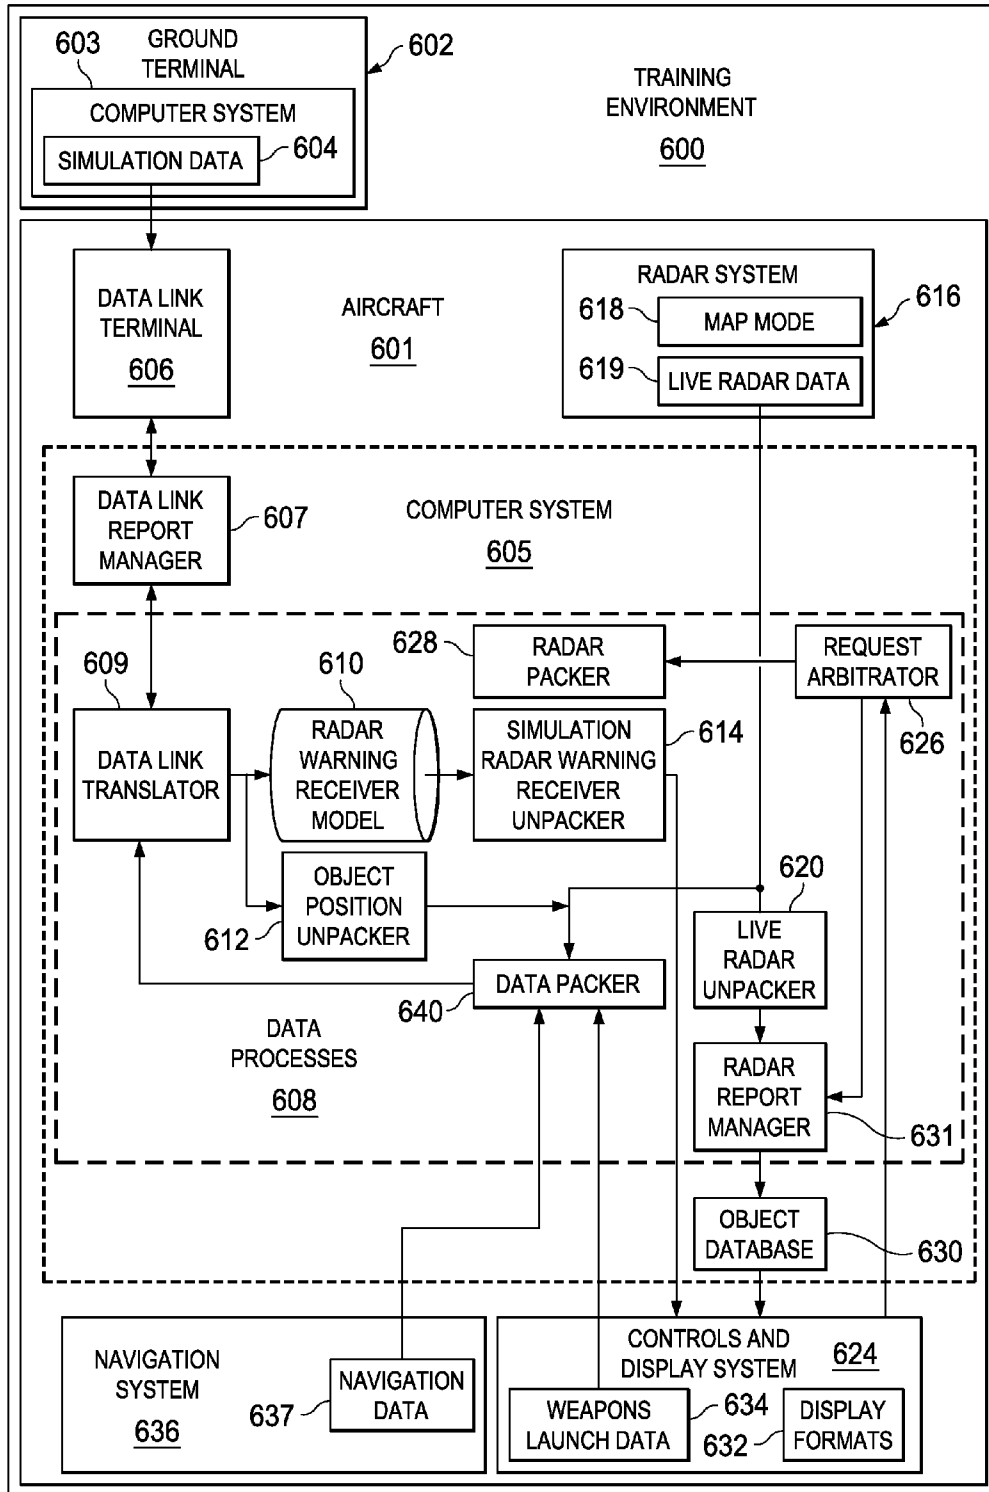 603
GROUND
TERMINAL
602
COMPUTER SYSTEM
SIMULATION DATA
604
TRAINING
ENVIRONMENT
600
DATA LINK
TERMINAL
606
AIRCRAFT
601
RADAR SYSTEM
618
MAP MODE
616
619
LIVE RADAR DATA
DATA LINK
REPORT
MANAGER
607
COMPUTER SYSTEM
605
609
610
628
RADAR
PACKER
REQUEST
ARBITRATOR
626
DATA LINK
TRANSLATOR
RADAR
WARNING
RECEIVER
MODEL
SIMULATION
RADAR WARNING
RECEIVER
UNPACKER
614
OBJECT
POSITION
UNPACKER
612
620
LIVE
RADAR
UNPACKER
DATA PACKER
640
DATA
PROCESSES
608
RADAR
REPORT
MANAGER
631
OBJECT
DATABASE
630
NAVIGATION
SYSTEM
636
637
NAVIGATION
DATA
CONTROLS AND
DISPLAY SYSTEM
624
WEAPONS
LAUNCH DATA
634
632
DISPLAY
FORMATS